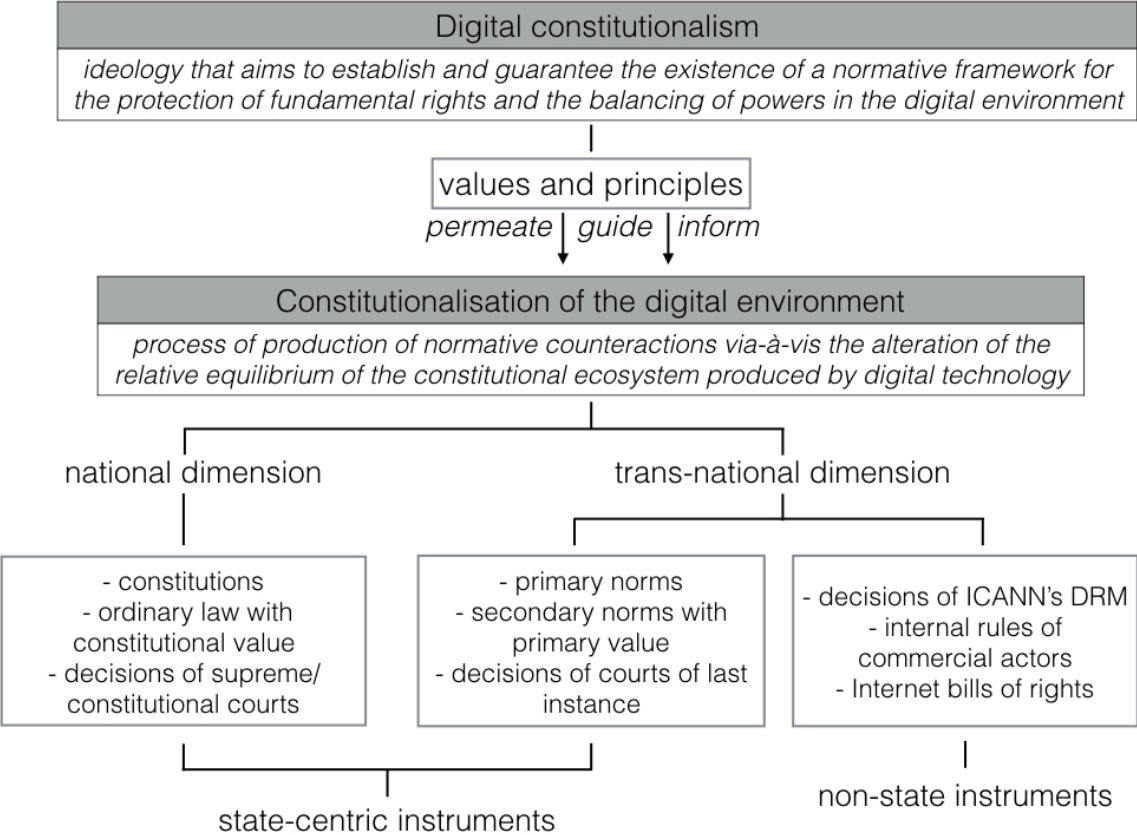 Digital constitutionalism
ideology that aims to establish and guarantee the existence of a normative framework for
the protection of fundamental rights and the balancing of powers in the digital environment
values and principles
permeate guide inform
Constitutionalisation of the digital environment
process of production of normative counteractions via-à-vis the alteration of the
relative equilibrium of the constitutional ecosystem produced by digital technology
national dimension
trans-national dimension
- constitutions
- ordinary law with
constitutional value
- decisions of supreme/
constitutional courts
- primary norms
- secondary norms with
primary value
- decisions of courts of last
instance
- decisions of ICANN's DRM
- internal rules of
commercial actors
- Internet bills of rights
state-centric instruments
non-state instruments